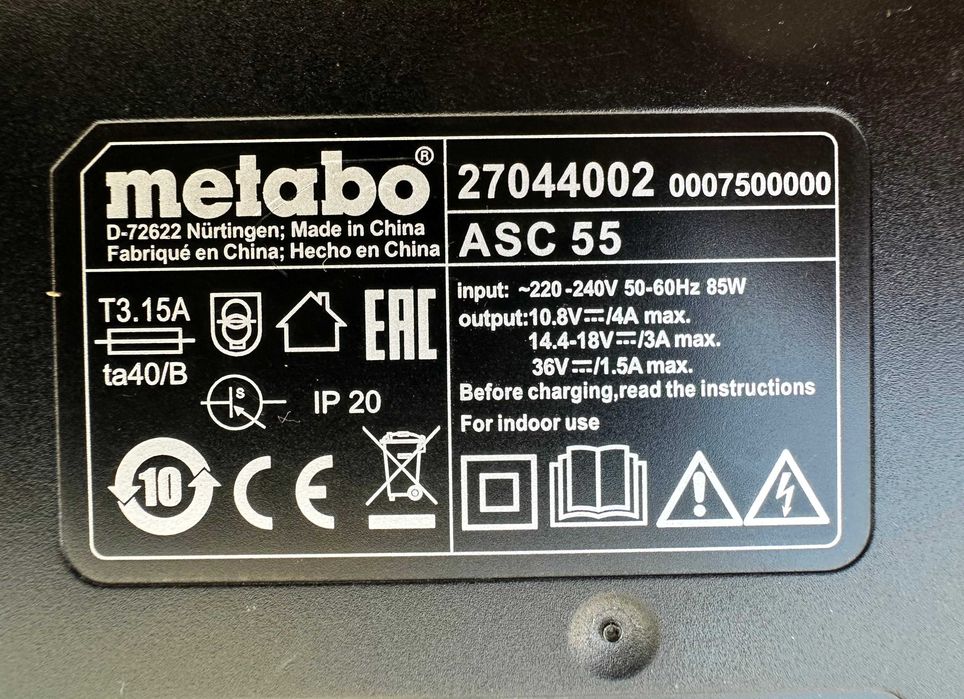 metabo®
D-72622 Nürtingen; Made in China
Fabriqué en China; Hecho en China
27044002 0007500000
ASC 55
T3.15A
ta40/B
EAC
S
IP 20
10
CE
input: ~220-240V 50-60Hz 85W
output:10.8V⎓/4A max.
14.4-18V⎓/3A max.
36V⎓/1.5A max.
Before charging,read the instructions
For indoor use